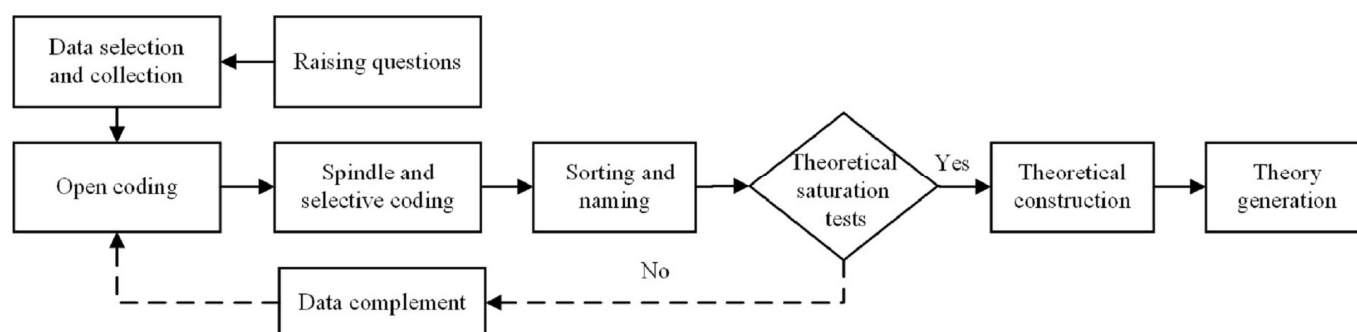 Data selection
and collection
Raising questions
Open coding
Spindle and
selective coding
Sorting and
naming
Theoretical
saturation
tests
Yes
Theoretical
construction
Theory
generation
No
Data complement